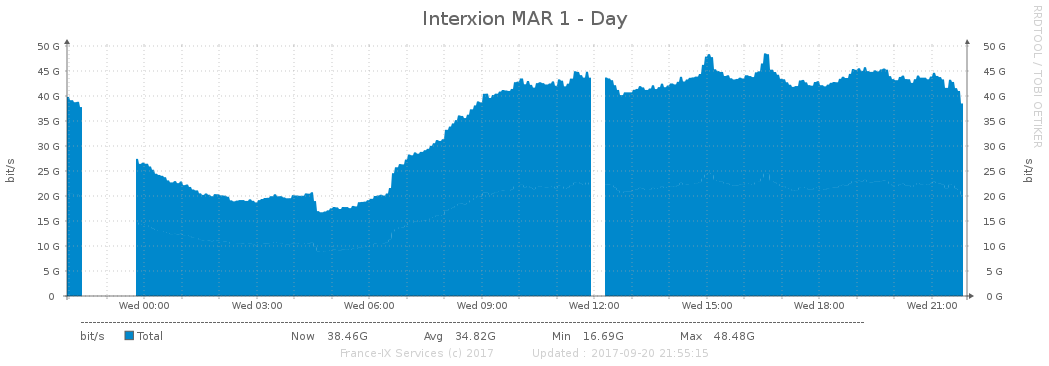 Interxion MAR 1 - Day
RRDTOOL / TOBI OETIKER
50 G 50 G
45 G 45 G
40 G 40 G
35 G 35 G
30 G 30 G
25 G 25 G
20 G 20 G
15 G 15 G
10 G 10 G
5 G 5 G
0 0 G
bit/s bit/s
Wed 00:00 Wed 03:00 Wed 06:00 Wed 09:00 Wed 12:00 Wed 15:00 Wed 18:00 Wed 21:00
bit/s Total Now 38.46G Avg 34.82G Min 16.69G Max 48.48G
France-IX Services (c) 2017 Updated : 2017-09-20 21:55:15